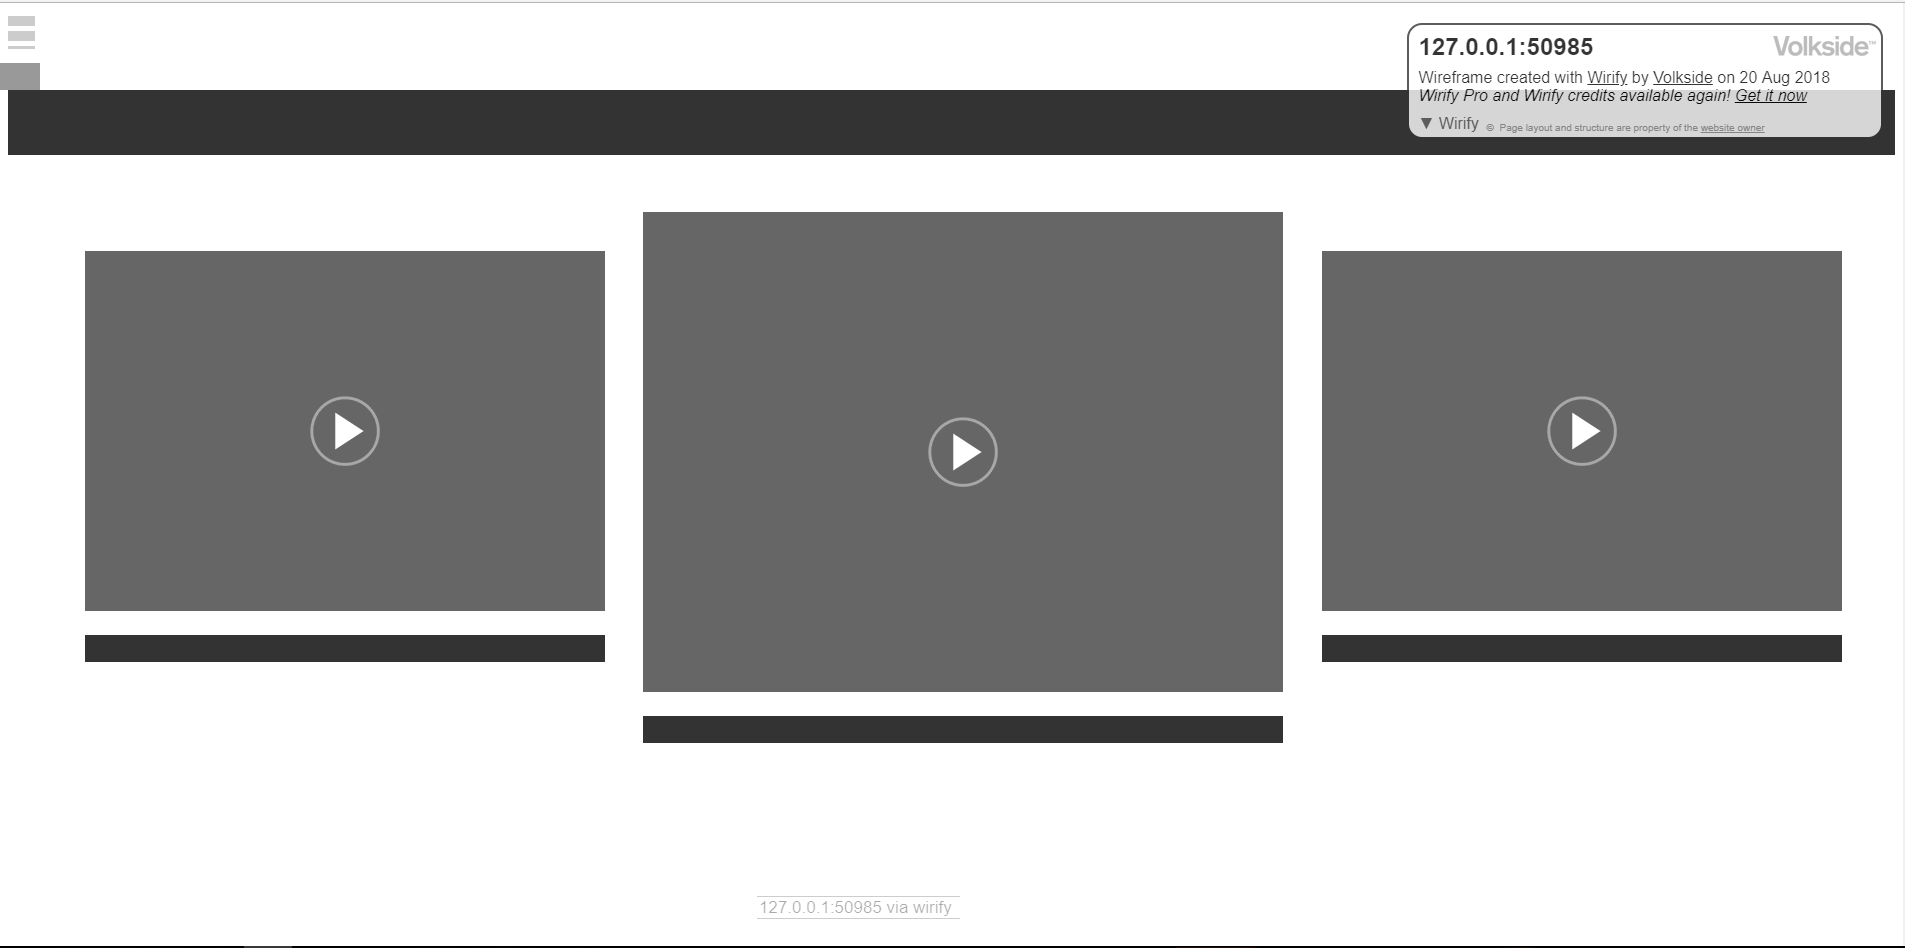 127.0.0.1:50985 Volkside™
Wireframe created with Wirify by Volkside on 20 Aug 2018
Wirify Pro and Wirify credits available again! Get it now
▼ Wirify © Page layout and structure are property of the website owner
127.0.0.1:50985 via wirify